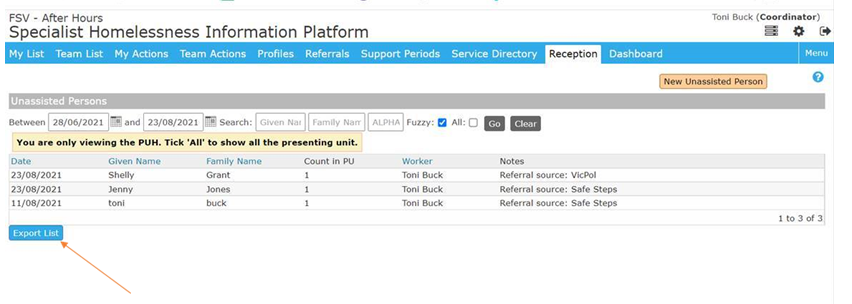 FSV - After Hours
Toni Buck (Coordinator)
Specialist Homelessness Information Platform
My List Team List My Actions Team Actions Profiles Referrals Support Periods Service Directory Reception Dashboard Menu
New Unassisted Person ?
Unassisted Persons
Between 28/06/2021 and 23/08/2021 Search: Given Nar Family Narr ALPHA Fuzzy: All: Go Clear
You are only viewing the PUH. Tick 'All' to show all the presenting unit.
Date Given Name Family Name Count in PU Worker Notes
23/08/2021 Shelly Grant 1 Toni Buck Referral source: VicPol
23/08/2021 Jenny Jones 1 Toni Buck Referral source: Safe Steps
11/08/2021 toni buck 1 Toni Buck Referral source: Safe Steps
1 to 3 of 3
Export List